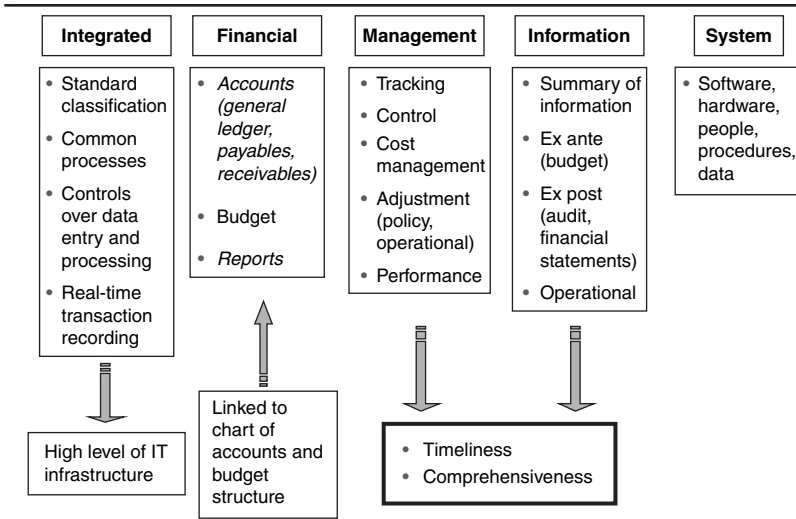 Integrated
Financial
Management
Information
System
• Standard
classification
• Common
processes
• Controls
over data
entry and
processing
• Real-time
transaction
recording
• Accounts
(general
ledger,
payables,
receivables)
• Budget
• Reports
• Tracking
• Control
• Cost
management
• Adjustment
(policy,
operational)
• Performance
• Summary of
information
• Ex ante
(budget)
• Ex post
(audit,
financial
statements)
• Operational
• Software,
hardware,
people,
procedures,
data
High level of IT
infrastructure
Linked to
chart of
accounts and
budget
structure
• Timeliness
• Comprehensiveness